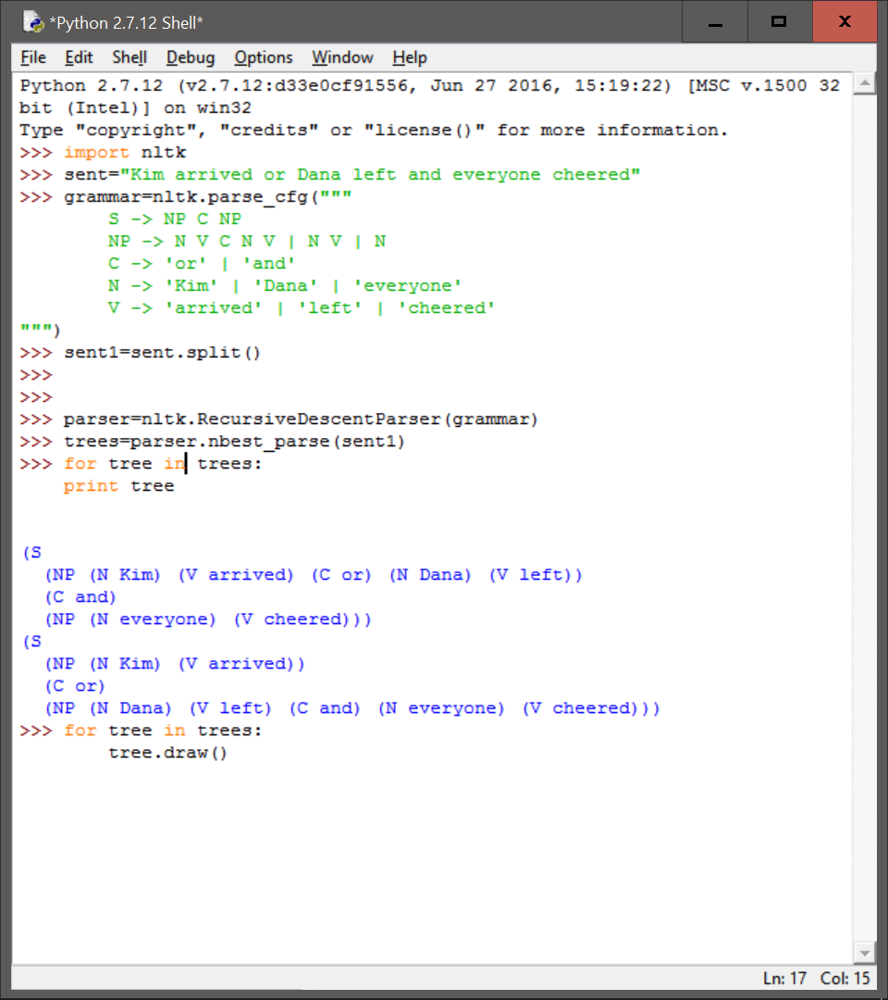 *Python 2.7.12 Shell*
File Edit Shell Debug Options Window Help
Python 2.7.12 (v2.7.12:d33e0cf91556, Jun 27 2016, 15:19:22) [MSC v.1500 32
bit (Intel)] on win32
Type "copyright", "credits" or "license()" for more information.
>>> import nltk
>>> sent="Kim arrived or Dana left and everyone cheered"
>>> grammar=nltk.parse_cfg("""
        S -> NP C NP
        NP -> N V C N V | N V | N
        C -> 'or' | 'and'
        N -> 'Kim' | 'Dana' | 'everyone'
        V -> 'arrived' | 'left' | 'cheered'
""")
>>> sent1=sent.split()
>>>
>>>
>>> parser=nltk.RecursiveDescentParser(grammar)
>>> trees=parser.nbest_parse(sent1)
>>> for tree in trees:
    print tree
(S
  (NP (N Kim) (V arrived) (C or) (N Dana) (V left))
  (C and)
  (NP (N everyone) (V cheered)))
(S
  (NP (N Kim) (V arrived))
  (C or)
  (NP (N Dana) (V left) (C and) (N everyone) (V cheered)))
>>> for tree in trees:
        tree.draw()
Ln: 17 Col: 15